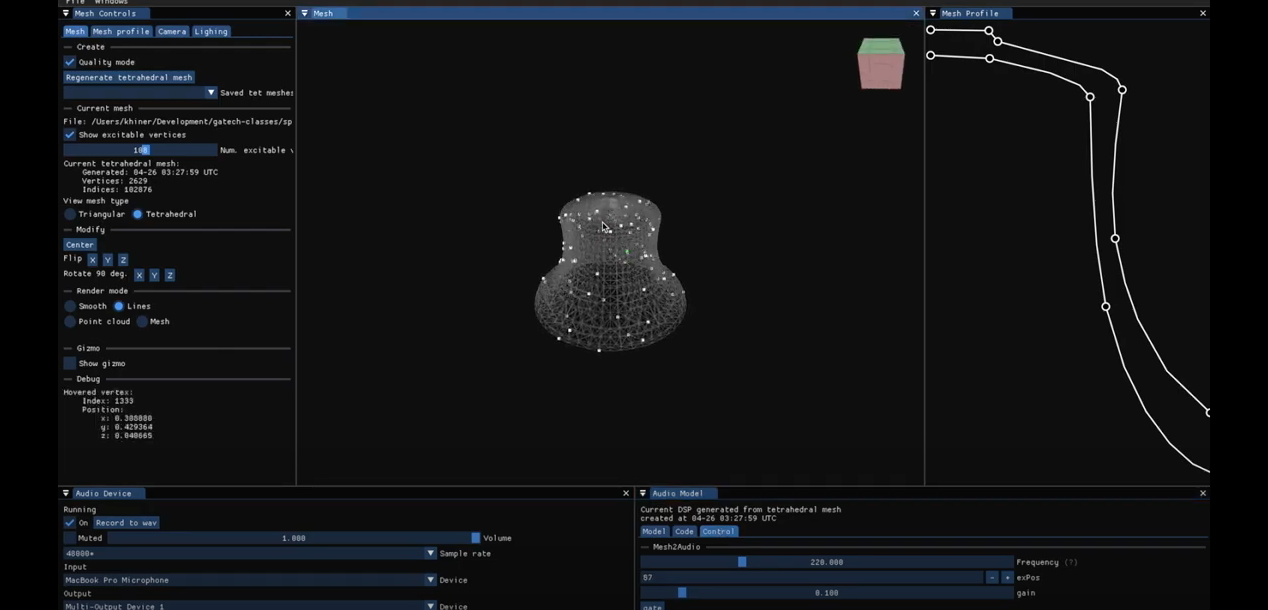 File Windows
Mesh Controls
Mesh Mesh profile Camera Lighing
Create
Quality mode
Regenerate tetrahedral mesh
Saved tet meshes
Current mesh
File: /Users/khiner/Development/gatech-classes/sp
Show excitable vertices
Num. excitable v
Current tetrahedral mesh:
Generated: 04-26 03:27:59 UTC
Vertices: 2629
Indices: 102876
View mesh type
Triangular Tetrahedral
Modify
Center
Flip X Y Z
Rotate 90 deg. X Y Z
Render mode
Smooth Lines
Point cloud Mesh
Gizmo
Show gizmo
Debug
Hovered vertex:
Index: 1333
Position:
x: 0.388880
y: 0.429364
z: 0.040665
Mesh
Mesh Profile
Audio Device
Running
On Record to wav
Muted 1.000 Volume
48000* Sample rate
Input
MacBook Pro Microphone Device
Output
Multi-Output Device 1 Device
Audio Model
Current DSP generated from tetrahedral mesh
created at 04-26 03:27:59 UTC
Model Code Control
Mesh2Audio
220.000 Frequency (?)
57 - + exPos
0.100 gain
gate